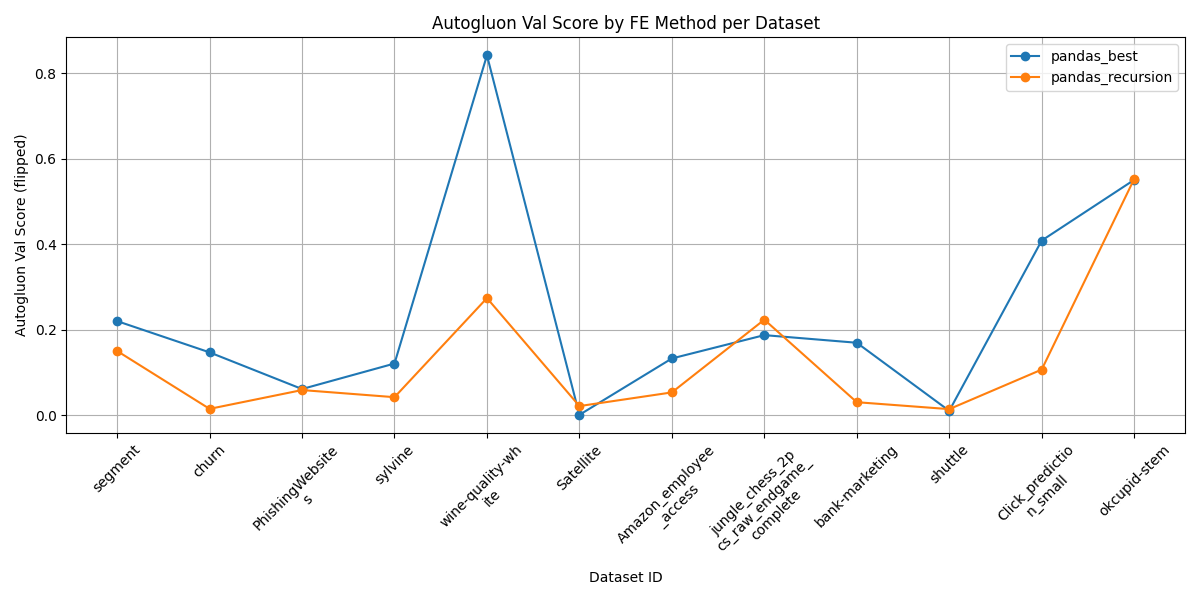 Autogluon Val Score by FE Method per Dataset
pandas_best
pandas_recursion
Autogluon Val Score (flipped)
0.8
0.6
0.4
0.2
0.0
segment
churn
PhishingWebsite
s
sylvine
wine-quality-wh
ite
Satellite
Amazon_employee
_access
jungle_chess_2p
cs_raw_endgame_
complete
bank-marketing
shuttle
Click_predictio
n_small
okcupid-stem
Dataset ID